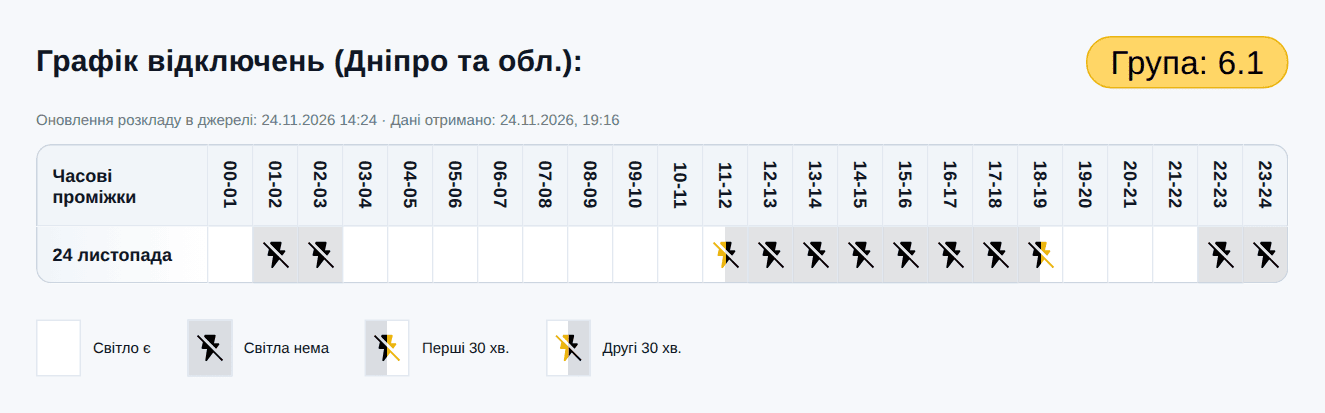 Графік відключень (Дніпро та обл.):
Група: 6.1
Оновлення розкладу в джерелі: 24.11.2026 14:24 · Дані отримано: 24.11.2026, 19:16
Часові
проміжки
00-01
01-02
02-03
03-04
04-05
05-06
06-07
07-08
08-09
09-10
10-11
11-12
12-13
13-14
14-15
15-16
16-17
17-18
18-19
19-20
20-21
21-22
22-23
23-24
24 листопада
Світло є
Світла нема
Перші 30 хв.
Другі 30 хв.